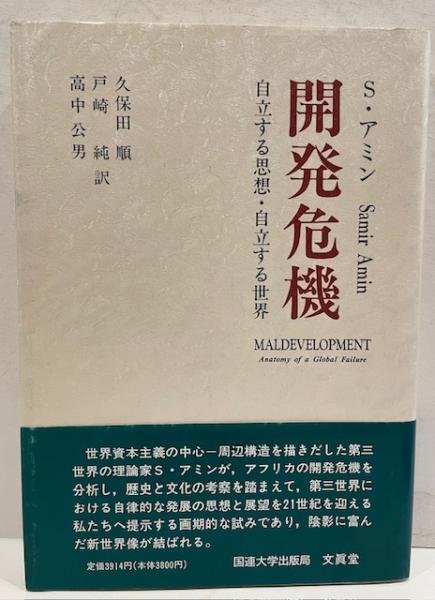 S・アミン Samir Amin
開発危機
自立する思想・自立する世界
MALDEVELOPMENT
Anatomy of a Global Failure
久保田 順
戸崎 純 訳
高中公男
世界資本主義の中心ー周辺構造を描きだした第三
世界の理論家S・アミンが,アフリカの開発危機を
分析し,歴史と文化の考察を踏まえて,第三世界に
おける自律的な発展の思想と展望を21世紀を迎える
私たちへ提示する画期的な試みであり,陰影に富ん
だ新世界像が結ばれる。
定価3914円(本体3800円)
国連大学出版局 文眞堂